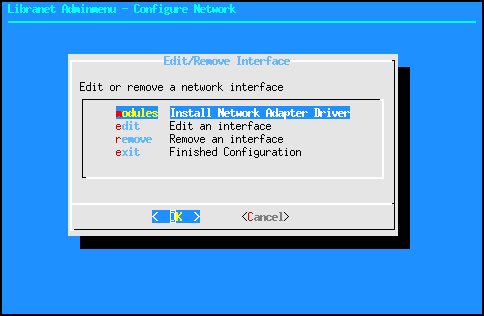 Libranet Adminmenu - Configure Network
Edit/Remove Interface
Edit or remove a network interface
modules Install Network Adapter Driver
edit Edit an interface
remove Remove an interface
exit Finished Configuration
< OK > <Cancel>